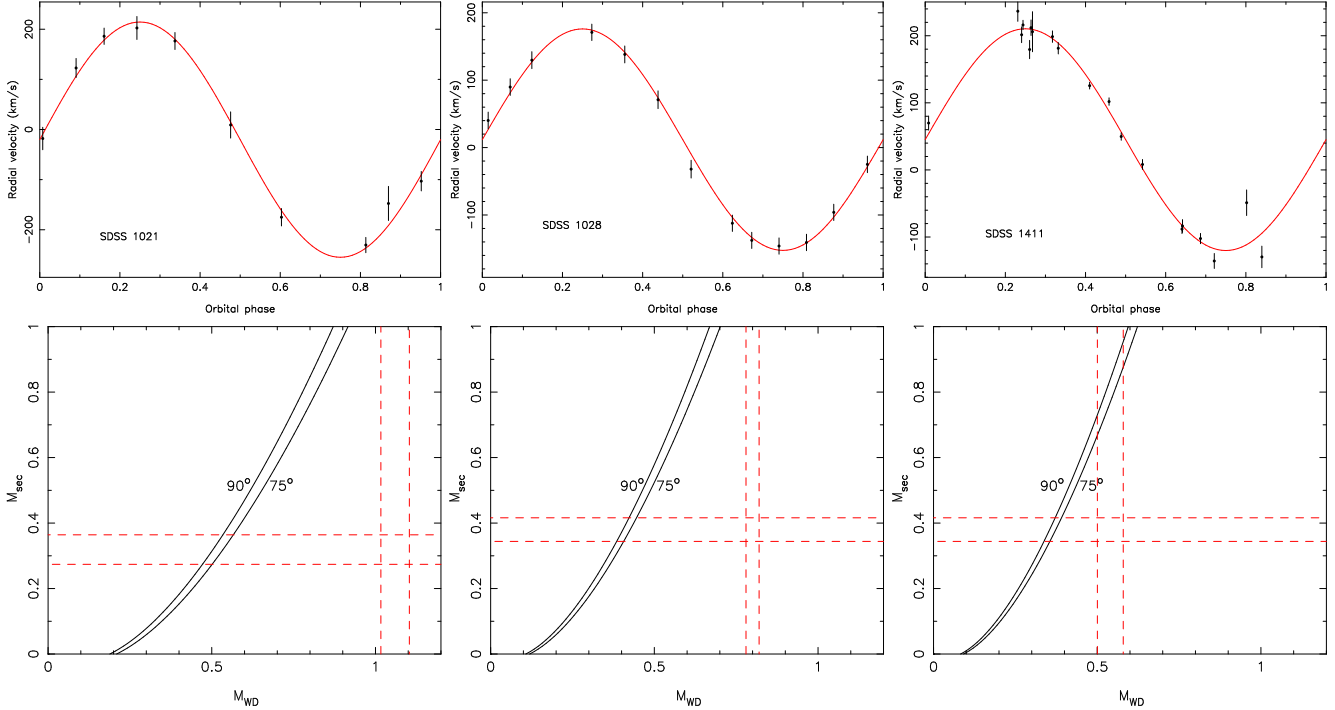 Radial velocity (km/s)
200
0
−200
SDSS 1021
0 0.2 0.4 0.6 0.8 1
Orbital phase
Radial velocity (km/s)
200
100
0
−100
SDSS 1028
0 0.2 0.4 0.6 0.8 1
Orbital phase
Radial velocity (km/s)
200
100
0
−100
SDSS 1411
0 0.2 0.4 0.6 0.8 1
Orbital phase
Msec
1
0.8
0.6
0.4
0.2
0
90° 75°
0 0.5 1
MWD
Msec
1
0.8
0.6
0.4
0.2
0
90° 75°
0 0.5 1
MWD
Msec
1
0.8
0.6
0.4
0.2
0
90° 75°
0 0.5 1
MWD